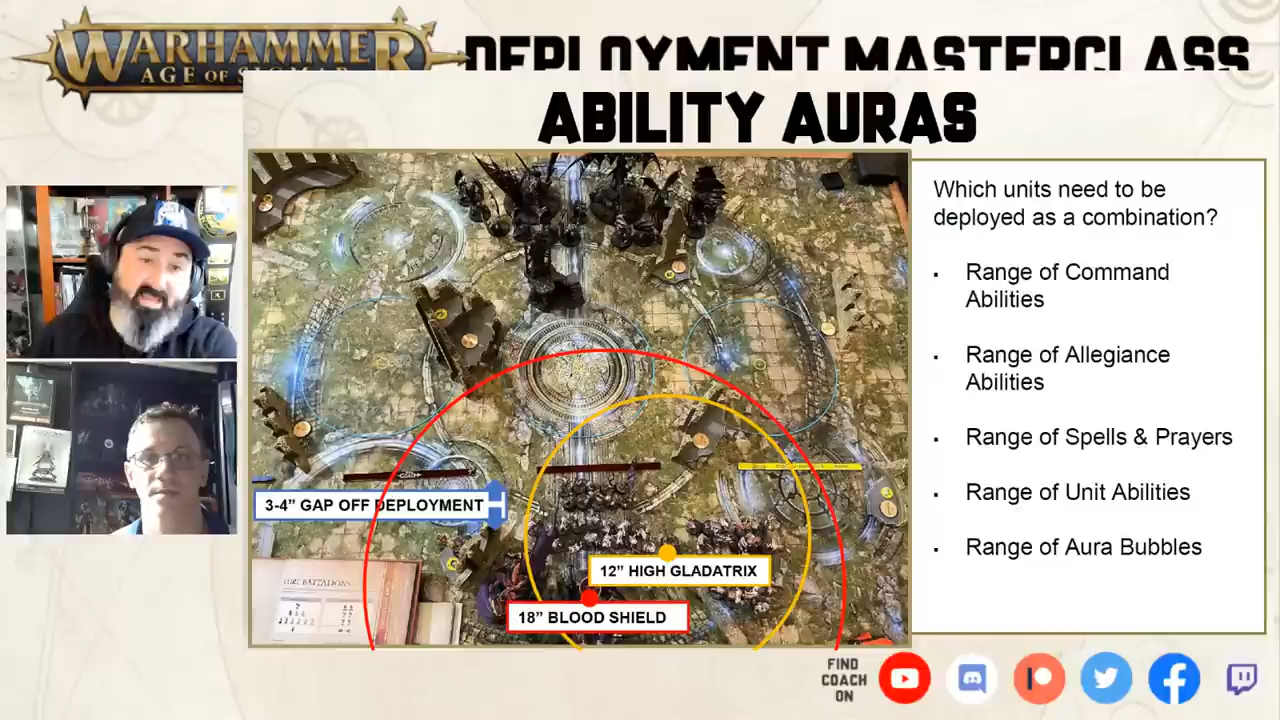 WARHAMMER
AGE OF SIGMAR
DEPLOYMENT MASTERCLASS
ABILITY AURAS
Which units need to be
deployed as a combination?
▪ Range of Command
Abilities
▪ Range of Allegiance
Abilities
▪ Range of Spells & Prayers
▪ Range of Unit Abilities
▪ Range of Aura Bubbles
3-4” GAP OFF DEPLOYMENT
12” HIGH GLADATRIX
18” BLOOD SHIELD
CORE BATTALIONS
FIND
COACH
ON